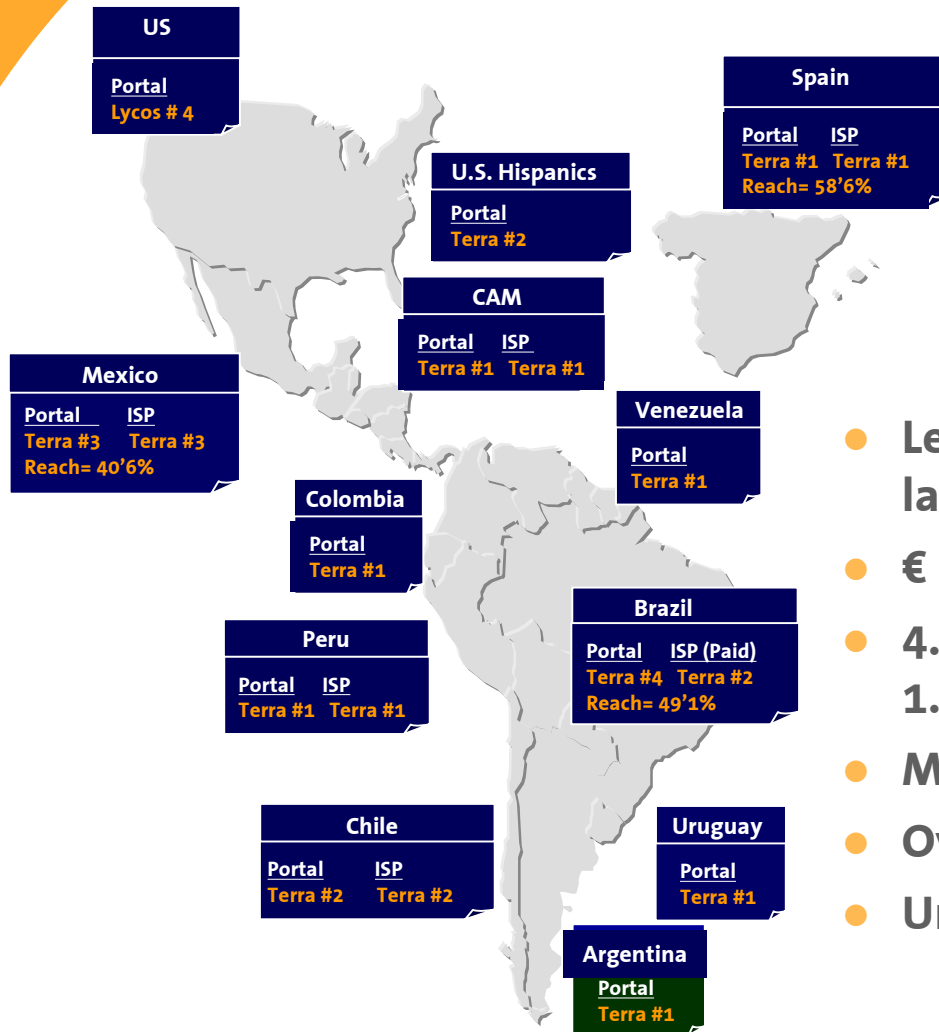 US
Portal
Lycos # 4
Spain
Portal ISP
Terra #1 Terra #1
Reach= 58'6%
U.S. Hispanics
Portal
Terra #2
CAM
Portal ISP
Terra #1 Terra #1
Mexico
Portal ISP
Terra #3 Terra #3
Reach= 40'6%
Venezuela
Portal
Terra #1
Colombia
Portal
Terra #1
Brazil
Portal ISP (Paid)
Terra #4 Terra #2
Reach= 49'1%
Peru
Portal ISP
Terra #1 Terra #1
Chile
Portal ISP
Terra #2 Terra #2
Uruguay
Portal
Terra #1
Argentina
Portal
Terra #1
€
4.
1.